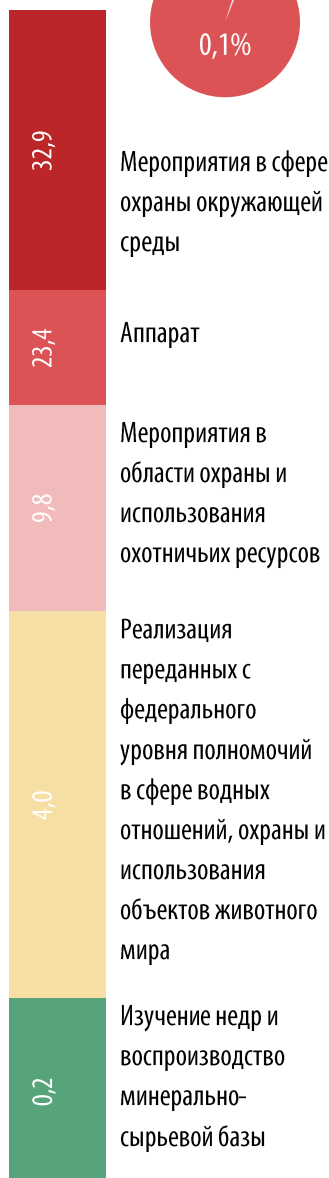 0,1%
32,9
Мероприятия в сфере
охраны окружающей
среды
23,4
Аппарат
9,8
Мероприятия в
области охраны и
использования
охотничьих ресурсов
4,0
Реализация
переданных с
федерального
уровня полномочий
в сфере водных
отношений, охраны и
использования
объектов животного
мира
0,2
Изучение недр и
воспроизводство
минерально-
сырьевой базы